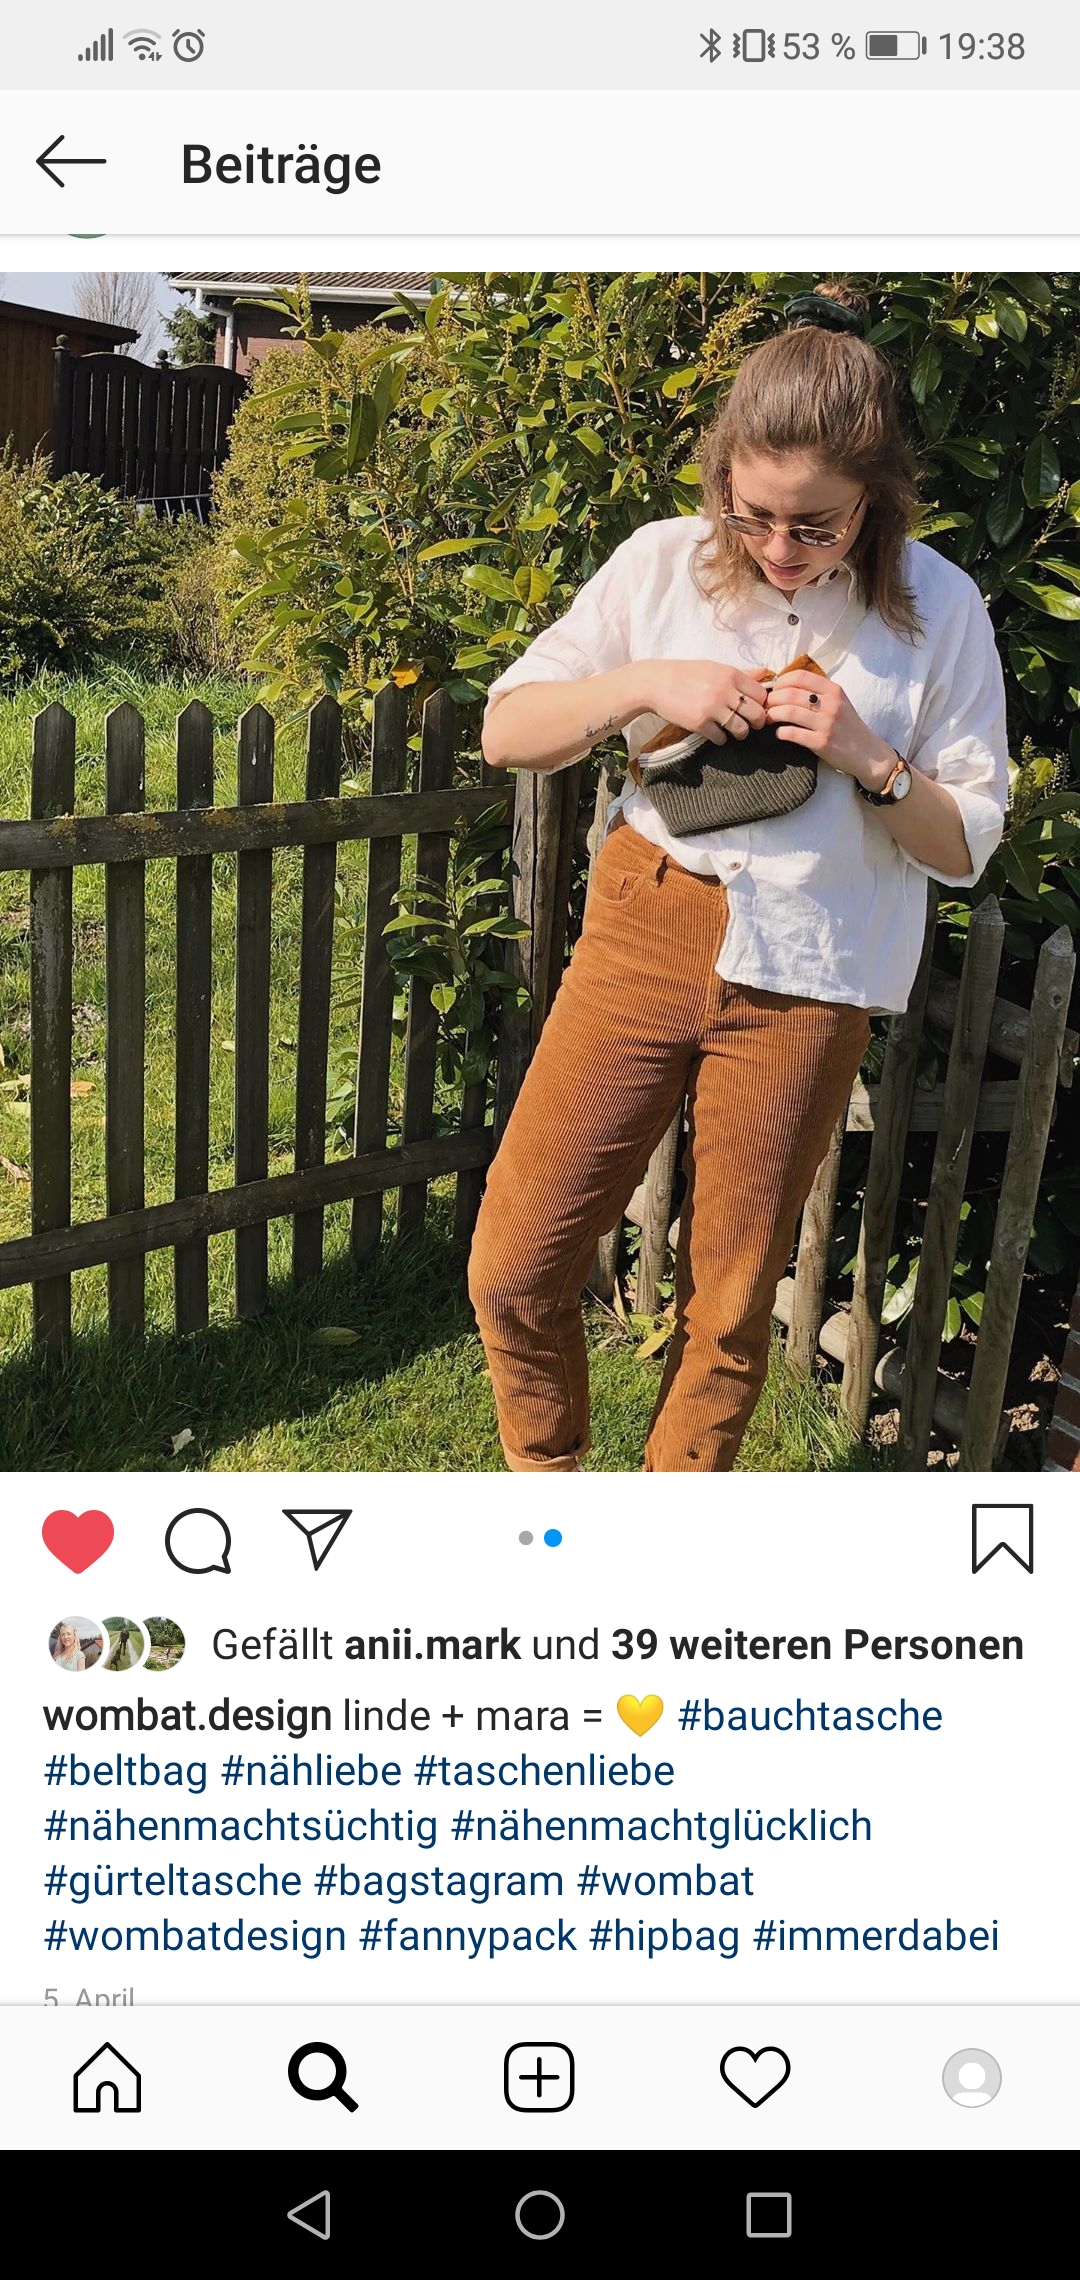 53 % 19:38
Beiträge
Gefällt anii.mark und 39 weiteren Personen
wombat.design linde + mara = 💛 #bauchtasche
#beltbag #nähliebe #taschenliebe
#nähenmachtsüchtig #nähenmachtglücklich
#gürteltasche #bagstagram #wombat
#wombatdesign #fannypack #hipbag #immerdabei
5. April